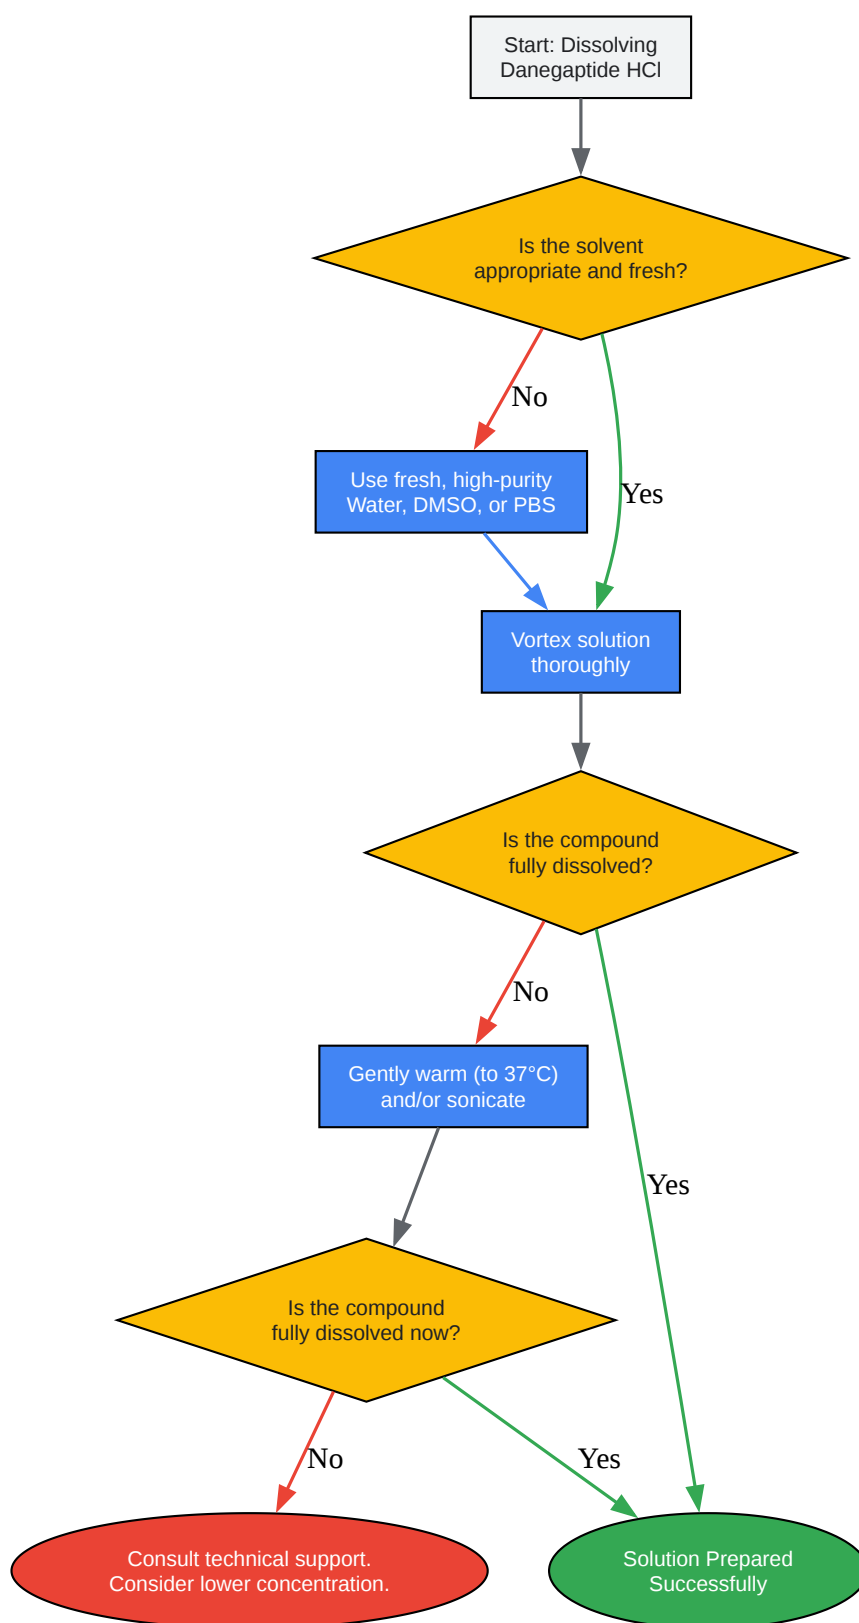 Start: Dissolving
Danegaptide HCl
Is the solvent
appropriate and fresh?
No
Yes
Use fresh, high-purity
Water, DMSO, or PBS
Vortex solution
thoroughly
Is the compound
fully dissolved?
No
Yes
Gently warm (to 37°C)
and/or sonicate
Is the compound
fully dissolved now?
No
Yes
Consult technical support.
Consider lower concentration.
Solution Prepared
Successfully